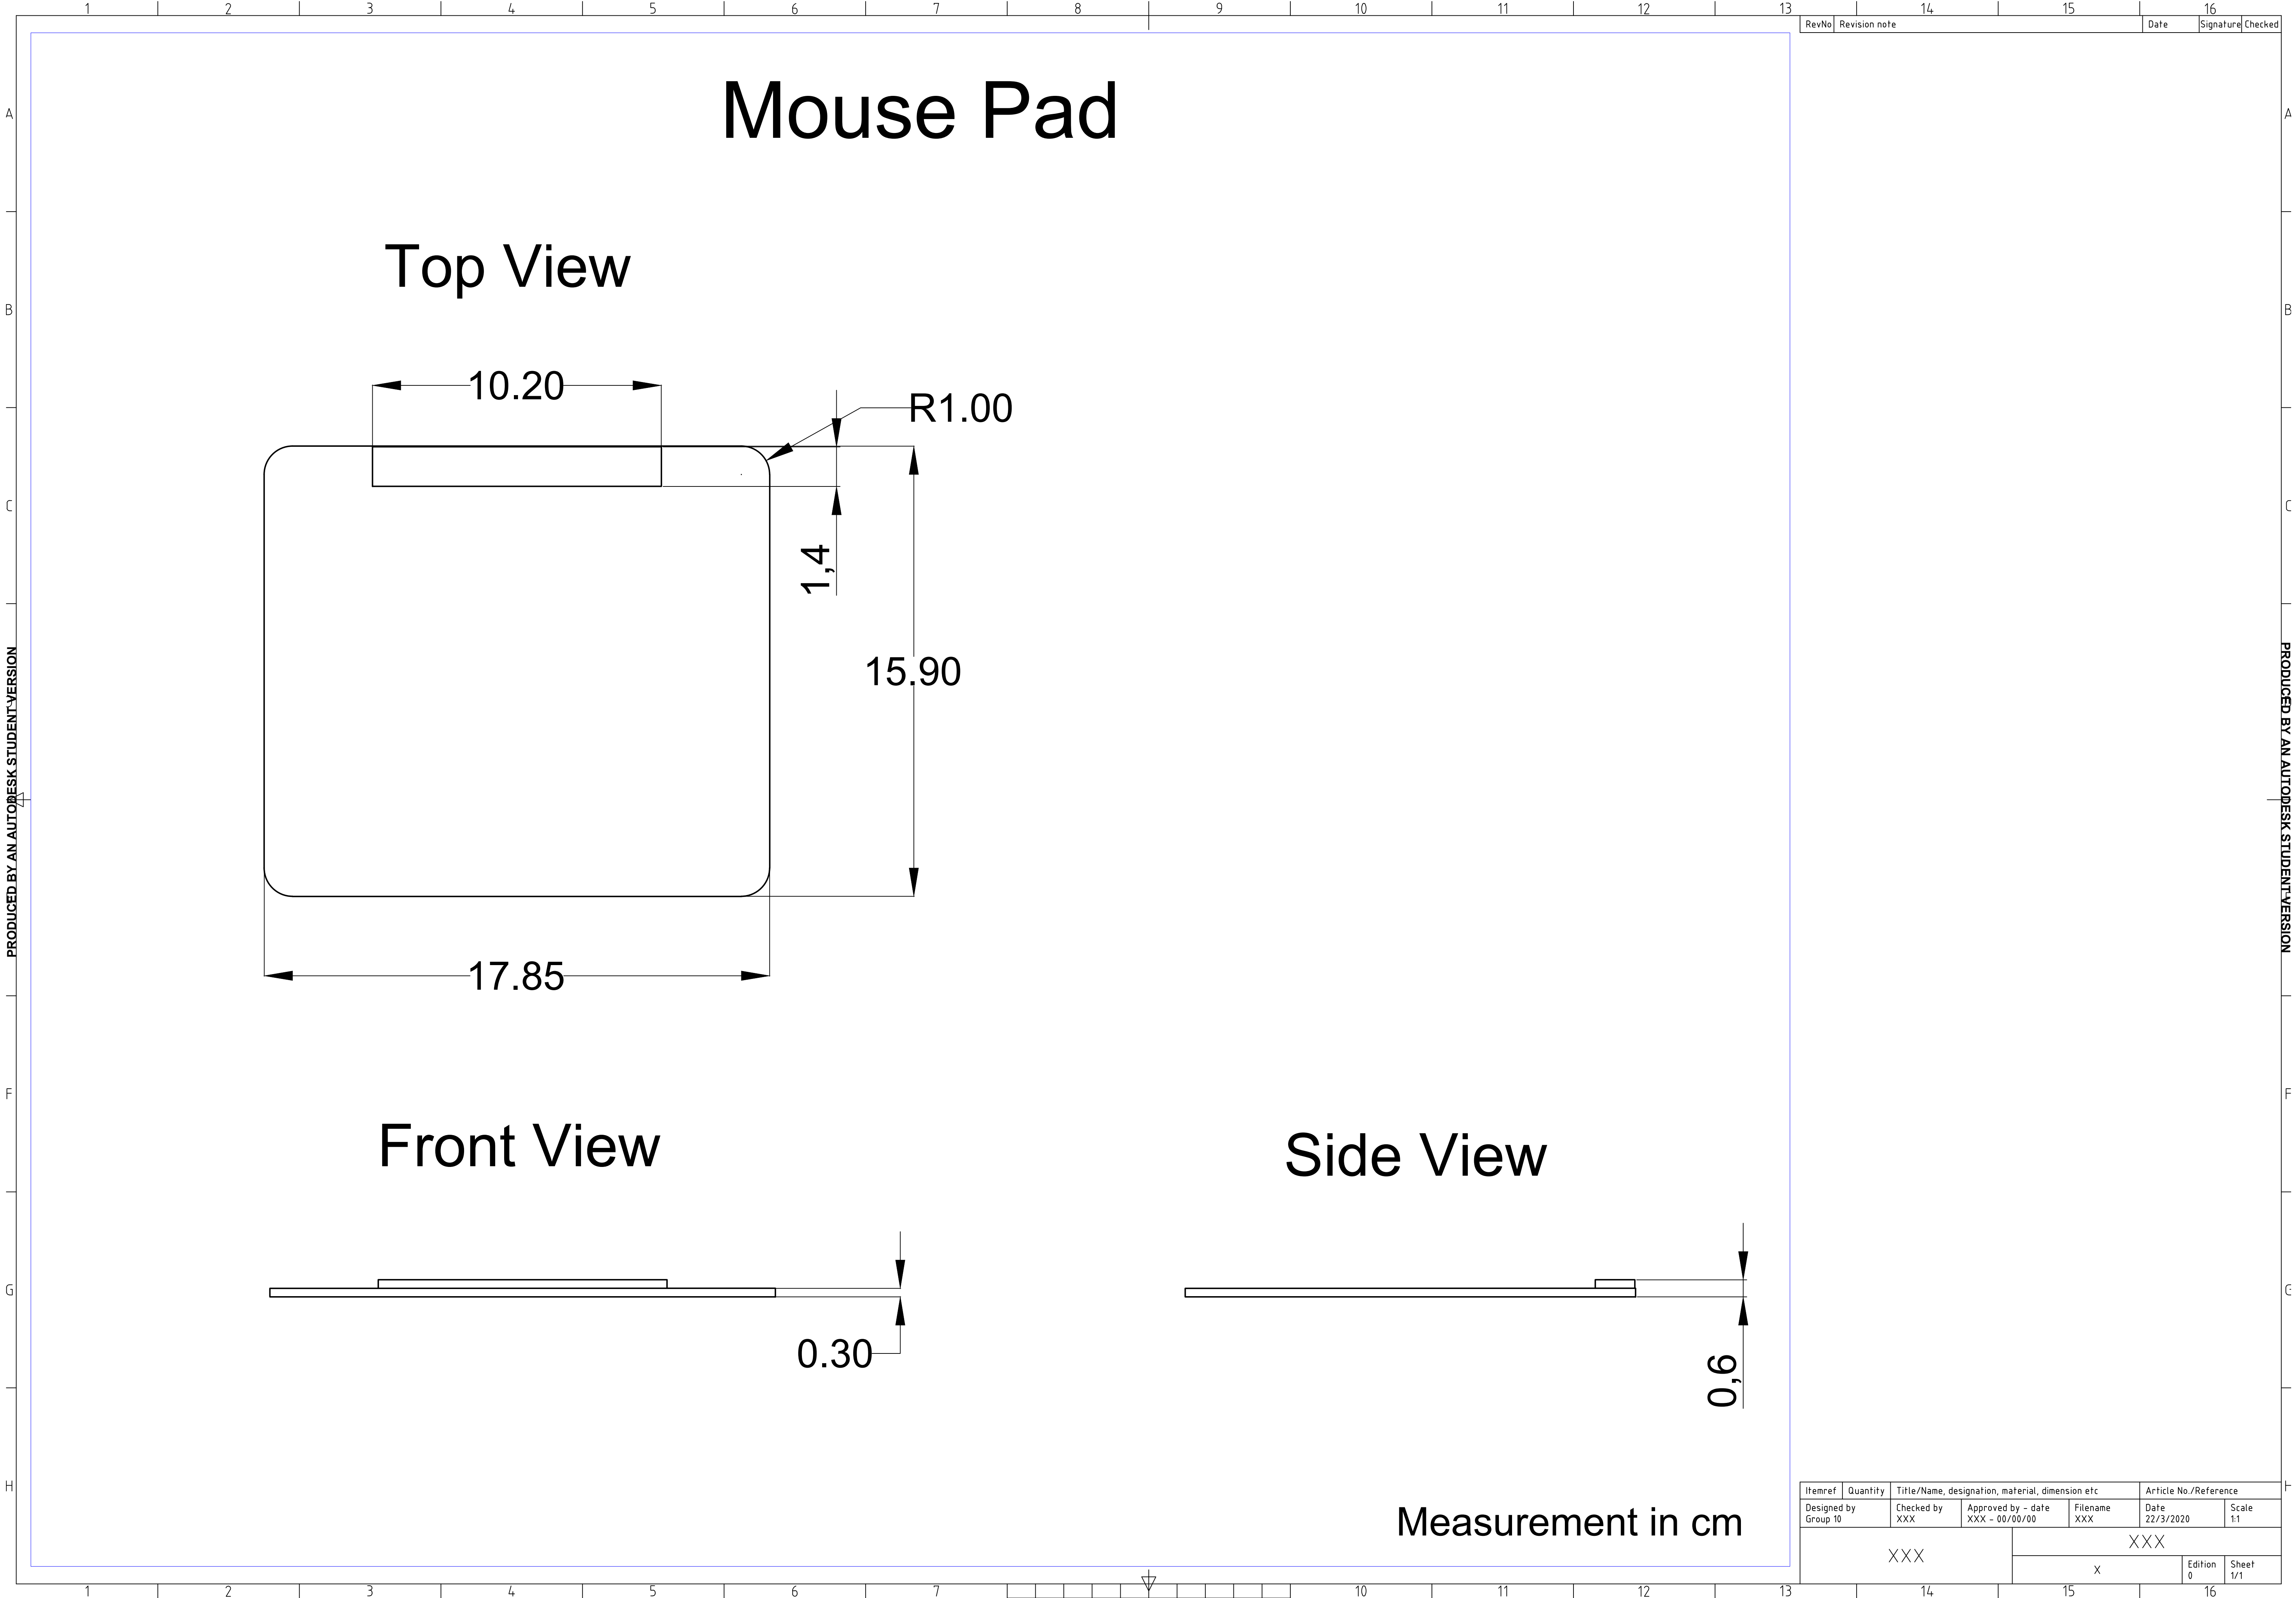 1 2 3 4 5 6 7 8 9 10 11 12 13 14 15 16
RevNo Revision note Date Signature Checked
Mouse Pad
A A
Top View
B B
10.20
R1.00
C C
1,4
15.90
PRODUCED BY AN AUTODESK STUDENT VERSION
PRODUCED BY AN AUTODESK STUDENT VERSION
17.85
F F
Front View
Side View
G G
0.30
0,6
H H
Measurement in cm
Itemref Quantity Title/Name, designation, material, dimension etc Article No./Reference
Designed by Checked by Approved by - date Filename Date Scale
Group 10 XXX XXX - 00/00/00 XXX 22/3/2020 1:1
XXX
XXX
X
Edition Sheet
0 1/1
1 2 3 4 5 6 7 10 11 12 13 14 15 16